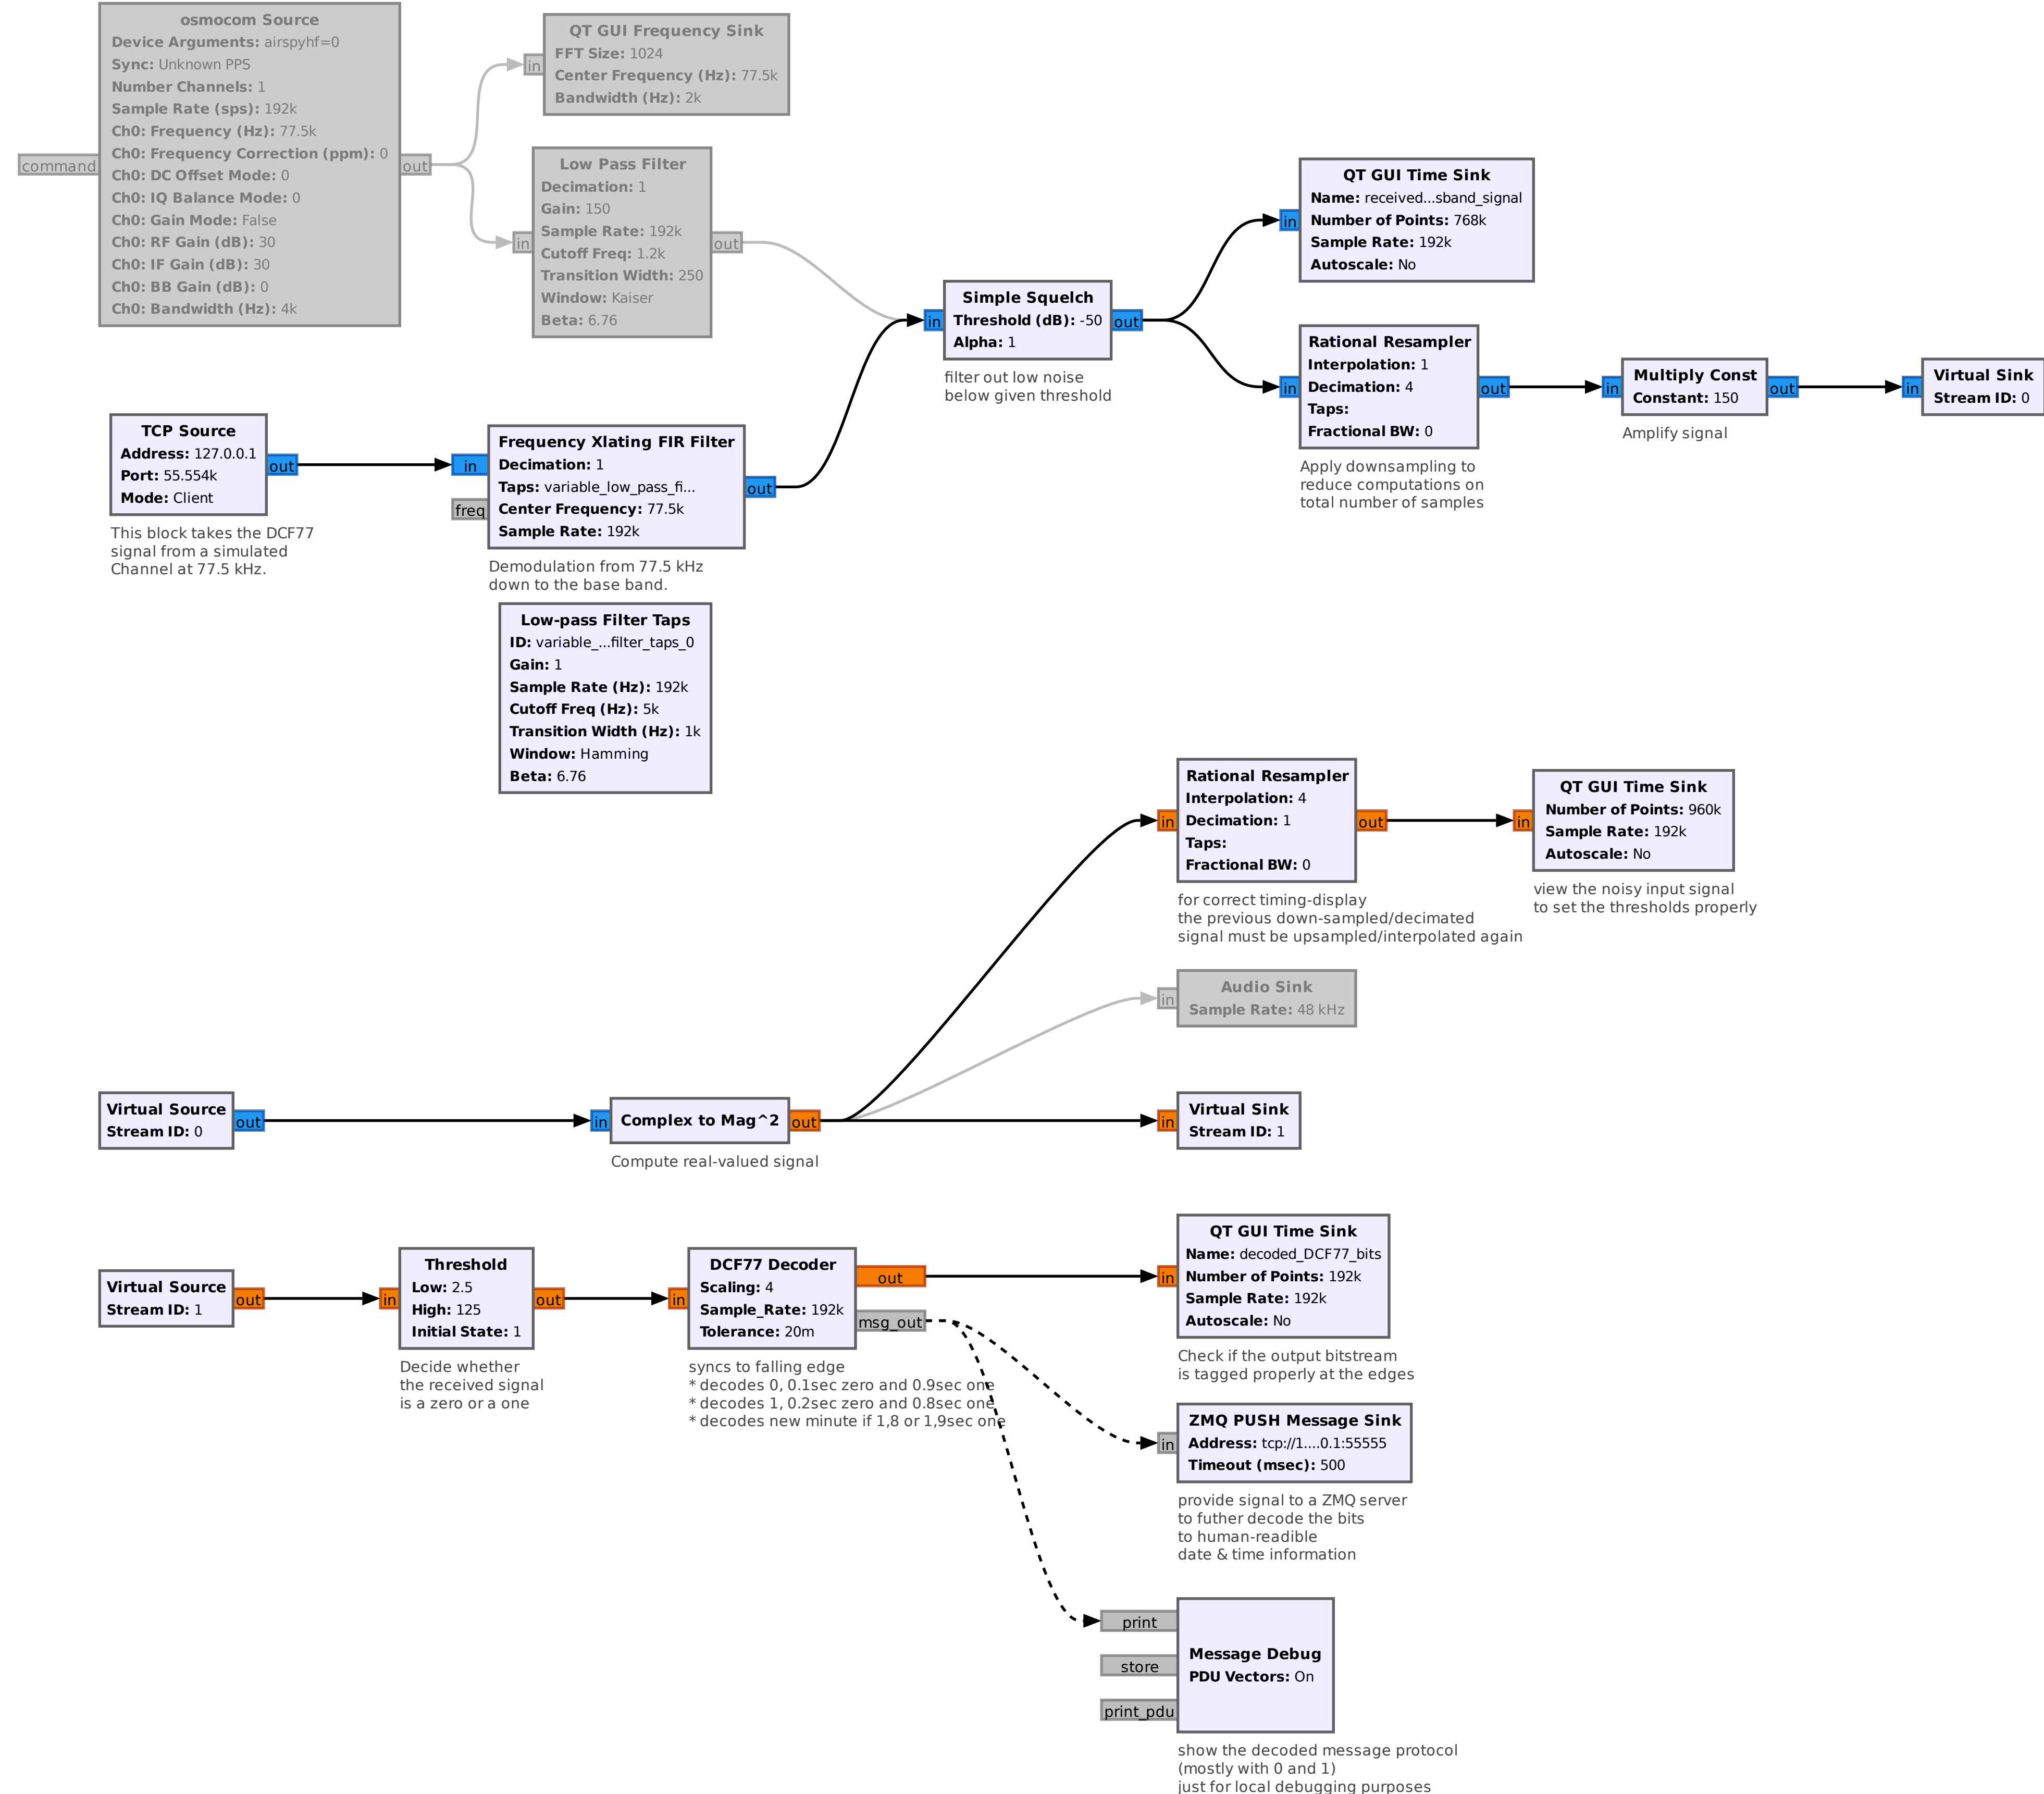 osmocom Source
Device Arguments: airspyhf=0
Sync: Unknown PPS
Number Channels: 1
Sample Rate (sps): 192k
Ch0: Frequency (Hz): 77.5k
Ch0: Frequency Correction (ppm): 0
Ch0: DC Offset Mode: 0
Ch0: IQ Balance Mode: 0
Ch0: Gain Mode: False
Ch0: RF Gain (dB): 30
Ch0: IF Gain (dB): 30
Ch0: BB Gain (dB): 0
Ch0: Bandwidth (Hz): 4k
command
out
QT GUI Frequency Sink
FFT Size: 1024
Center Frequency (Hz): 77.5k
Bandwidth (Hz): 2k
in
Low Pass Filter
Decimation: 1
Gain: 150
Sample Rate: 192k
Cutoff Freq: 1.2k
Transition Width: 250
Window: Kaiser
Beta: 6.76
in
out
TCP Source
Address: 127.0.0.1
Port: 55.554k
Mode: Client
out
This block takes the DCF77
signal from a simulated
Channel at 77.5 kHz.
Frequency Xlating FIR Filter
Decimation: 1
Taps: variable_low_pass_fi...
Center Frequency: 77.5k
Sample Rate: 192k
in
freq
out
Demodulation from 77.5 kHz
down to the base band.
Low-pass Filter Taps
ID: variable_...filter_taps_0
Gain: 1
Sample Rate (Hz): 192k
Cutoff Freq (Hz): 5k
Transition Width (Hz): 1k
Window: Hamming
Beta: 6.76
Simple Squelch
Threshold (dB): -50
Alpha: 1
in
out
filter out low noise
below given threshold
QT GUI Time Sink
Name: received...sband_signal
Number of Points: 768k
Sample Rate: 192k
Autoscale: No
in
Rational Resampler
Interpolation: 1
Decimation: 4
Taps:
Fractional BW: 0
in
out
Apply downsampling to
reduce computations on
total number of samples
Multiply Const
Constant: 150
in
out
Amplify signal
Virtual Sink
Stream ID: 0
in
Rational Resampler
Interpolation: 4
Decimation: 1
Taps:
Fractional BW: 0
in
out
for correct timing-display
the previous down-sampled/decimated
signal must be upsampled/interpolated again
QT GUI Time Sink
Number of Points: 960k
Sample Rate: 192k
Autoscale: No
in
view the noisy input signal
to set the thresholds properly
Audio Sink
Sample Rate: 48 kHz
in
Virtual Source
Stream ID: 0
out
Complex to Mag^2
in
out
Compute real-valued signal
Virtual Sink
Stream ID: 1
in
Virtual Source
Stream ID: 1
out
Threshold
Low: 2.5
High: 125
Initial State: 1
in
out
Decide whether
the received signal
is a zero or a one
DCF77 Decoder
Scaling: 4
Sample_Rate: 192k
Tolerance: 20m
in
out
msg_out
syncs to falling edge
* decodes 0, 0.1sec zero and 0.9sec one
* decodes 1, 0.2sec zero and 0.8sec one
* decodes new minute if 1,8 or 1,9sec one
QT GUI Time Sink
Name: decoded_DCF77_bits
Number of Points: 192k
Sample Rate: 192k
Autoscale: No
in
Check if the output bitstream
is tagged properly at the edges
ZMQ PUSH Message Sink
Address: tcp://1....0.1:55555
Timeout (msec): 500
in
provide signal to a ZMQ server
to futher decode the bits
to human-readible
date & time information
Message Debug
PDU Vectors: On
print
store
print_pdu
show the decoded message protocol
(mostly with 0 and 1)
just for local debugging purposes